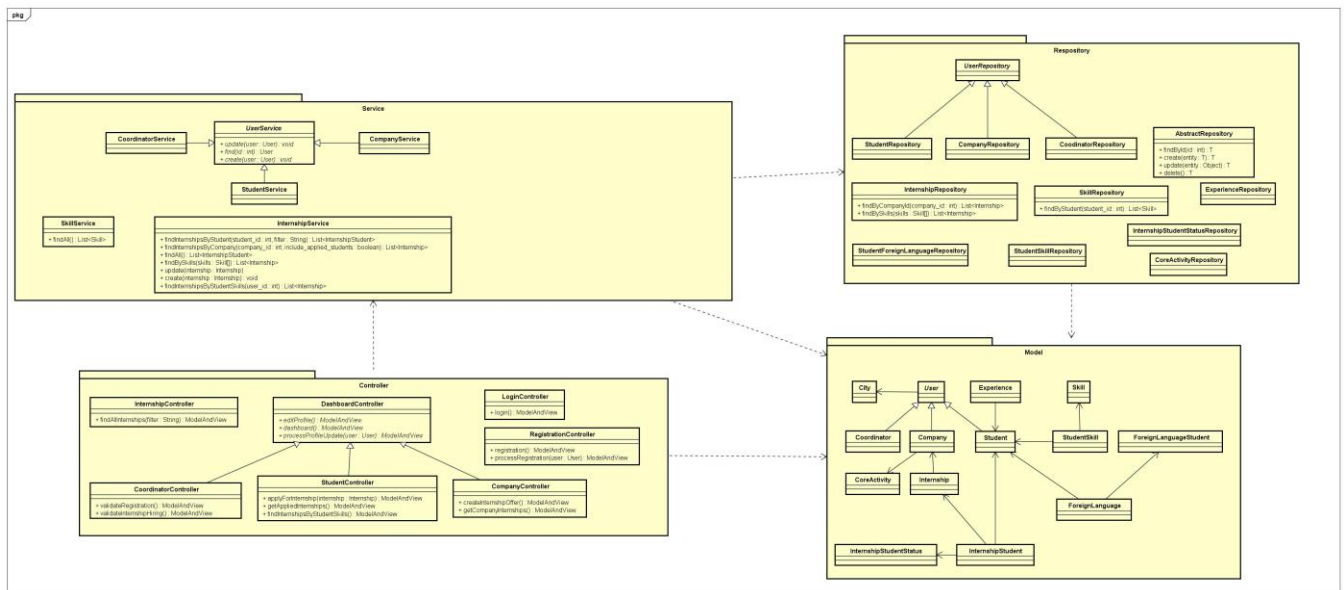 pkg
Service
CoordinatorService
UserService
+ update(user : User) : void
+ find(id : int) : User
+ create(user : User) : void
CompanyService
StudentService
SkillService
+ findAll() : List<Skill>
InternshipService
+ findInternshipsByStudent(student_id : int, filter : String) : List<InternshipStudent>
+ findInternshipsByCompany(company_id : int, include_applied_students : boolean) : List<Internship>
+ findAll() : List<InternshipStudent>
+ findBySkills(skills : Skill[]) : List<Internship>
+ update(internship : Internship)
+ create(internship : Internship) : void
+ findInternshipsByStudentSkills(user_id : int) : List<Internship>
Respository
UserRepository
StudentRepository
CompanyRepository
CoodinatorRepository
AbstractRepository
+ findById(id : int) : T
+ create(entity : T) : T
+ update(entity : Object) : T
+ delete() : T
InternshipRepository
+ findByCompanyId(company_id : int) : List<Internship>
+ findBySkills(skills : Skill[]) : List<Internship>
SkillRepository
+ findByStudent(student_id : int) : List<Skill>
ExperienceRepository
InternshipStudentStatusRepository
StudentForeignLanguageRepository
StudentSkillRepository
CoreActivityRepository
Controller
InternshipController
+ findAllInternships(filter : String) : ModelAndView
DashboardController
+ editProfile() : ModelAndView
+ dashboard() : ModelAndView
+ processProfileUpdate(user : User) : ModelAndView
LoginController
+ login() : ModelAndView
RegistrationController
+ registration() : ModelAndView
+ processRegistration(user : User) : ModelAndView
CoordinatorController
+ validateRegistration() : ModelAndView
+ validateInternshipHiring() : ModelAndView
StudentController
+ applyForInternship(internship : Internship) : ModelAndView
+ getAppliedInternships() : ModelAndView
+ findInternshipsByStudentSkills() : ModelAndView
CompanyController
+ createInternshipOffer() : ModelAndView
+ getCompanyInternships() : ModelAndView
Model
City
User
Experience
Skill
Coordinator
Company
Student
StudentSkill
ForeignLanguageStudent
CoreActivity
Internship
ForeignLanguage
InternshipStudentStatus
InternshipStudent